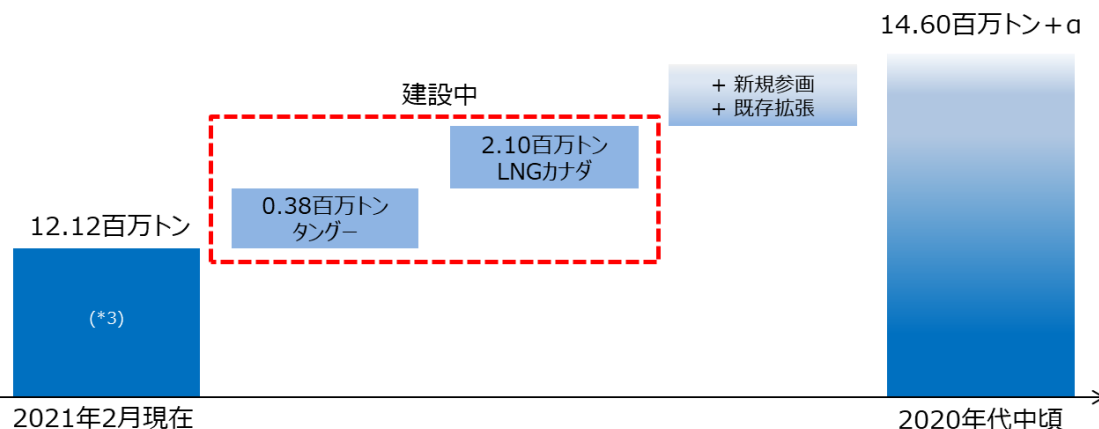 14.60百万トン+α
建設中
+ 新規参画
+ 既存拡張
2.10百万トン
LNGカナダ
0.38百万トン
タングー
12.12百万トン
(*3)
2021年2月現在
2020年代中頃